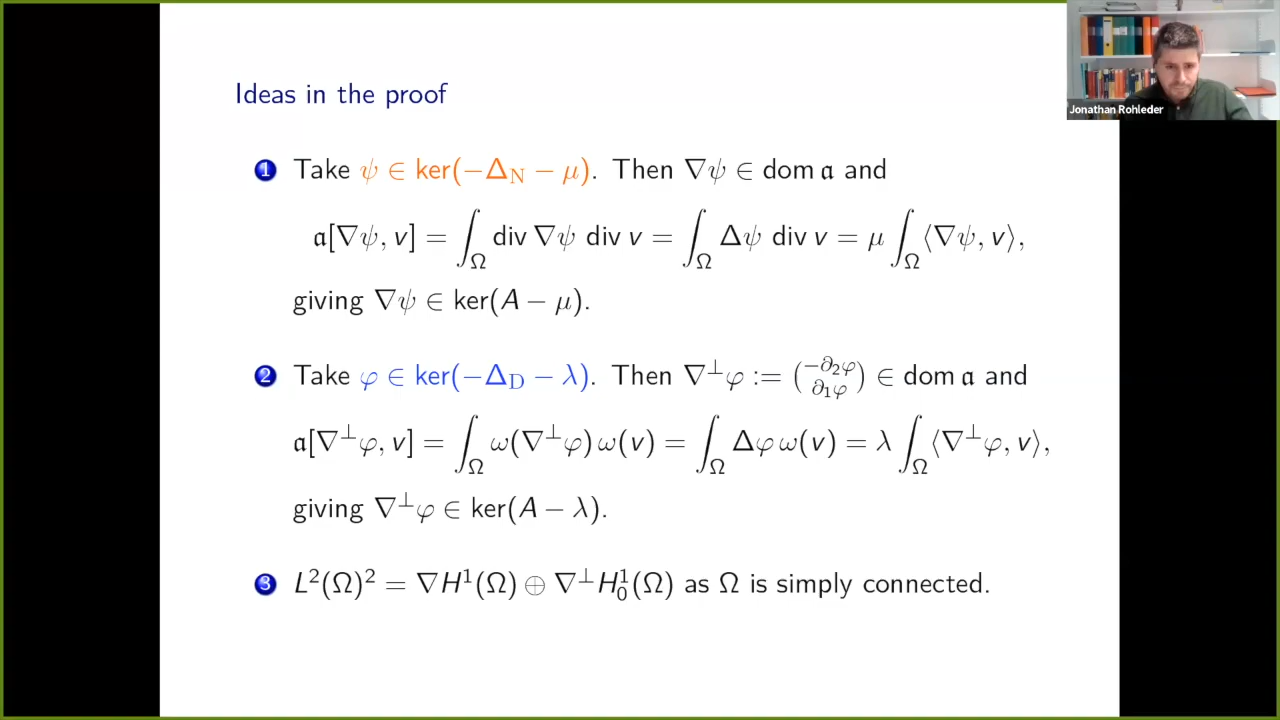 Jonathan Rohleder
Ideas in the proof
1 Take ψ ∈ ker(−Δ_N − μ). Then ∇ψ ∈ dom 𝔞 and
𝔞[∇ψ, v] = ∫_Ω div ∇ψ div v = ∫_Ω Δψ div v = μ ∫_Ω ⟨∇ψ, v⟩,
giving ∇ψ ∈ ker(A − μ).
2 Take φ ∈ ker(−Δ_D − λ). Then ∇^⊥φ := (−∂₂φ ∂₁φ) ∈ dom 𝔞 and
𝔞[∇^⊥φ, v] = ∫_Ω ω(∇^⊥φ) ω(v) = ∫_Ω Δφ ω(v) = λ ∫_Ω ⟨∇^⊥φ, v⟩,
giving ∇^⊥φ ∈ ker(A − λ).
3 L²(Ω)² = ∇H¹(Ω) ⊕ ∇^⊥H¹₀(Ω) as Ω is simply connected.